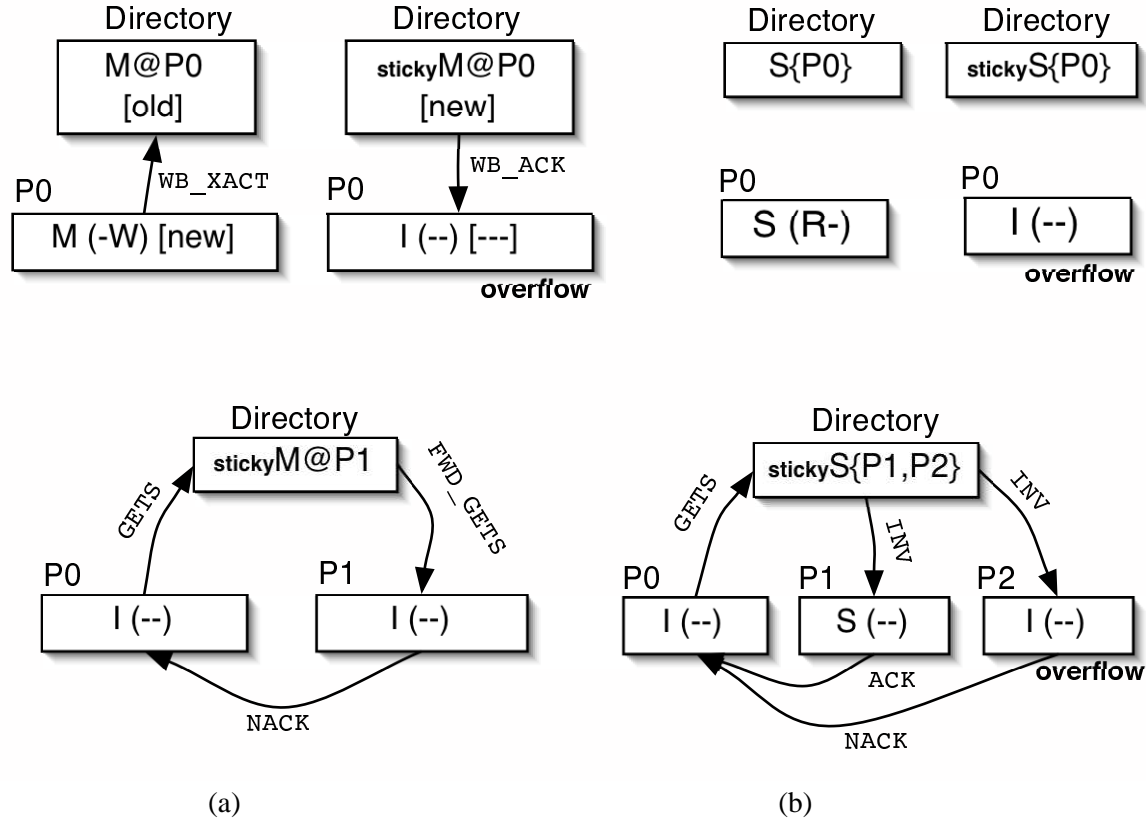 Directory
M@P0
[old]
WB_XACT
P0
M (-W) [new]
Directory
stickyM@P0
[new]
WB_ACK
P0
I (--) [---]
overflow
Directory
S{P0}
P0
S (R-)
Directory
stickyS{P0}
P0
I (--)
overflow
Directory
stickyM@P1
GETS
FWD_GETS
P0
I (--)
P1
I (--)
NACK
Directory
stickyS{P1,P2}
GETS
INV
INV
P0
I (--)
P1
S (--)
P2
I (--)
overflow
ACK
NACK
(a)
(b)